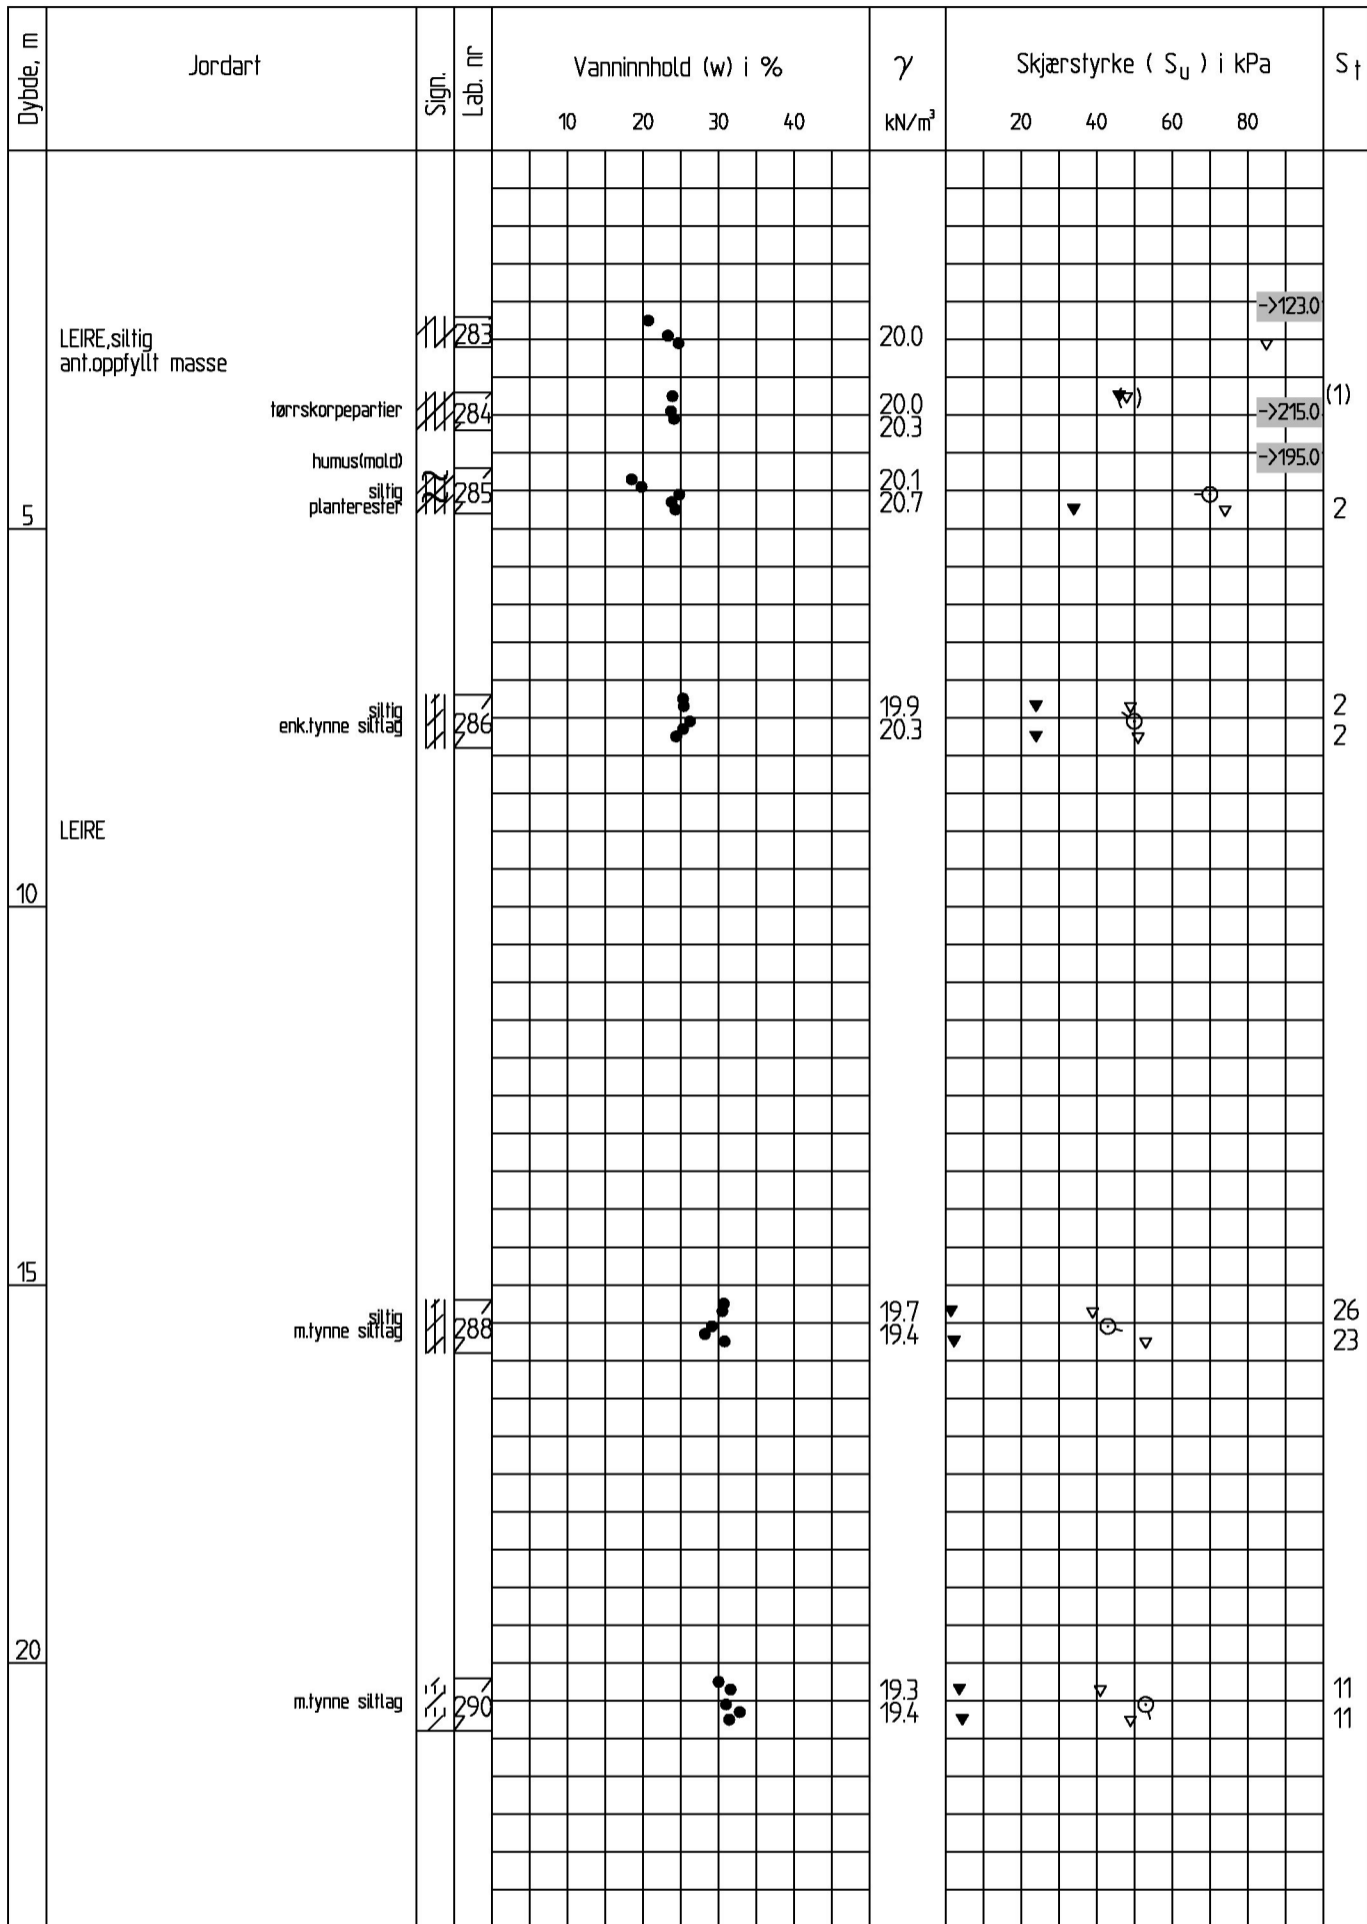 Dybde, m
Jordart
Sign.
Lab. nr
Vanninnhold (w) i %
γ
Skjærstyrke ( Su ) i kPa
St
10 20 30 40
kN/m³
20 40 60 80
->123.0
LEIRE,siltig
283
20.0
ant.oppfyllt masse
(1)
tørrskorpepartier
284
20.0
->215.0
20.3
humus(mold)
->195.0
20.1
siltig
285
planterester
20.7
2
5
siltig
19.9
2
enk.tynne siltlag
286
20.3
2
LEIRE
10
15
siltig
19.7
26
m.tynne siltlag
288
19.4
23
20
19.3
11
m.tynne siltlag
290
19.4
11